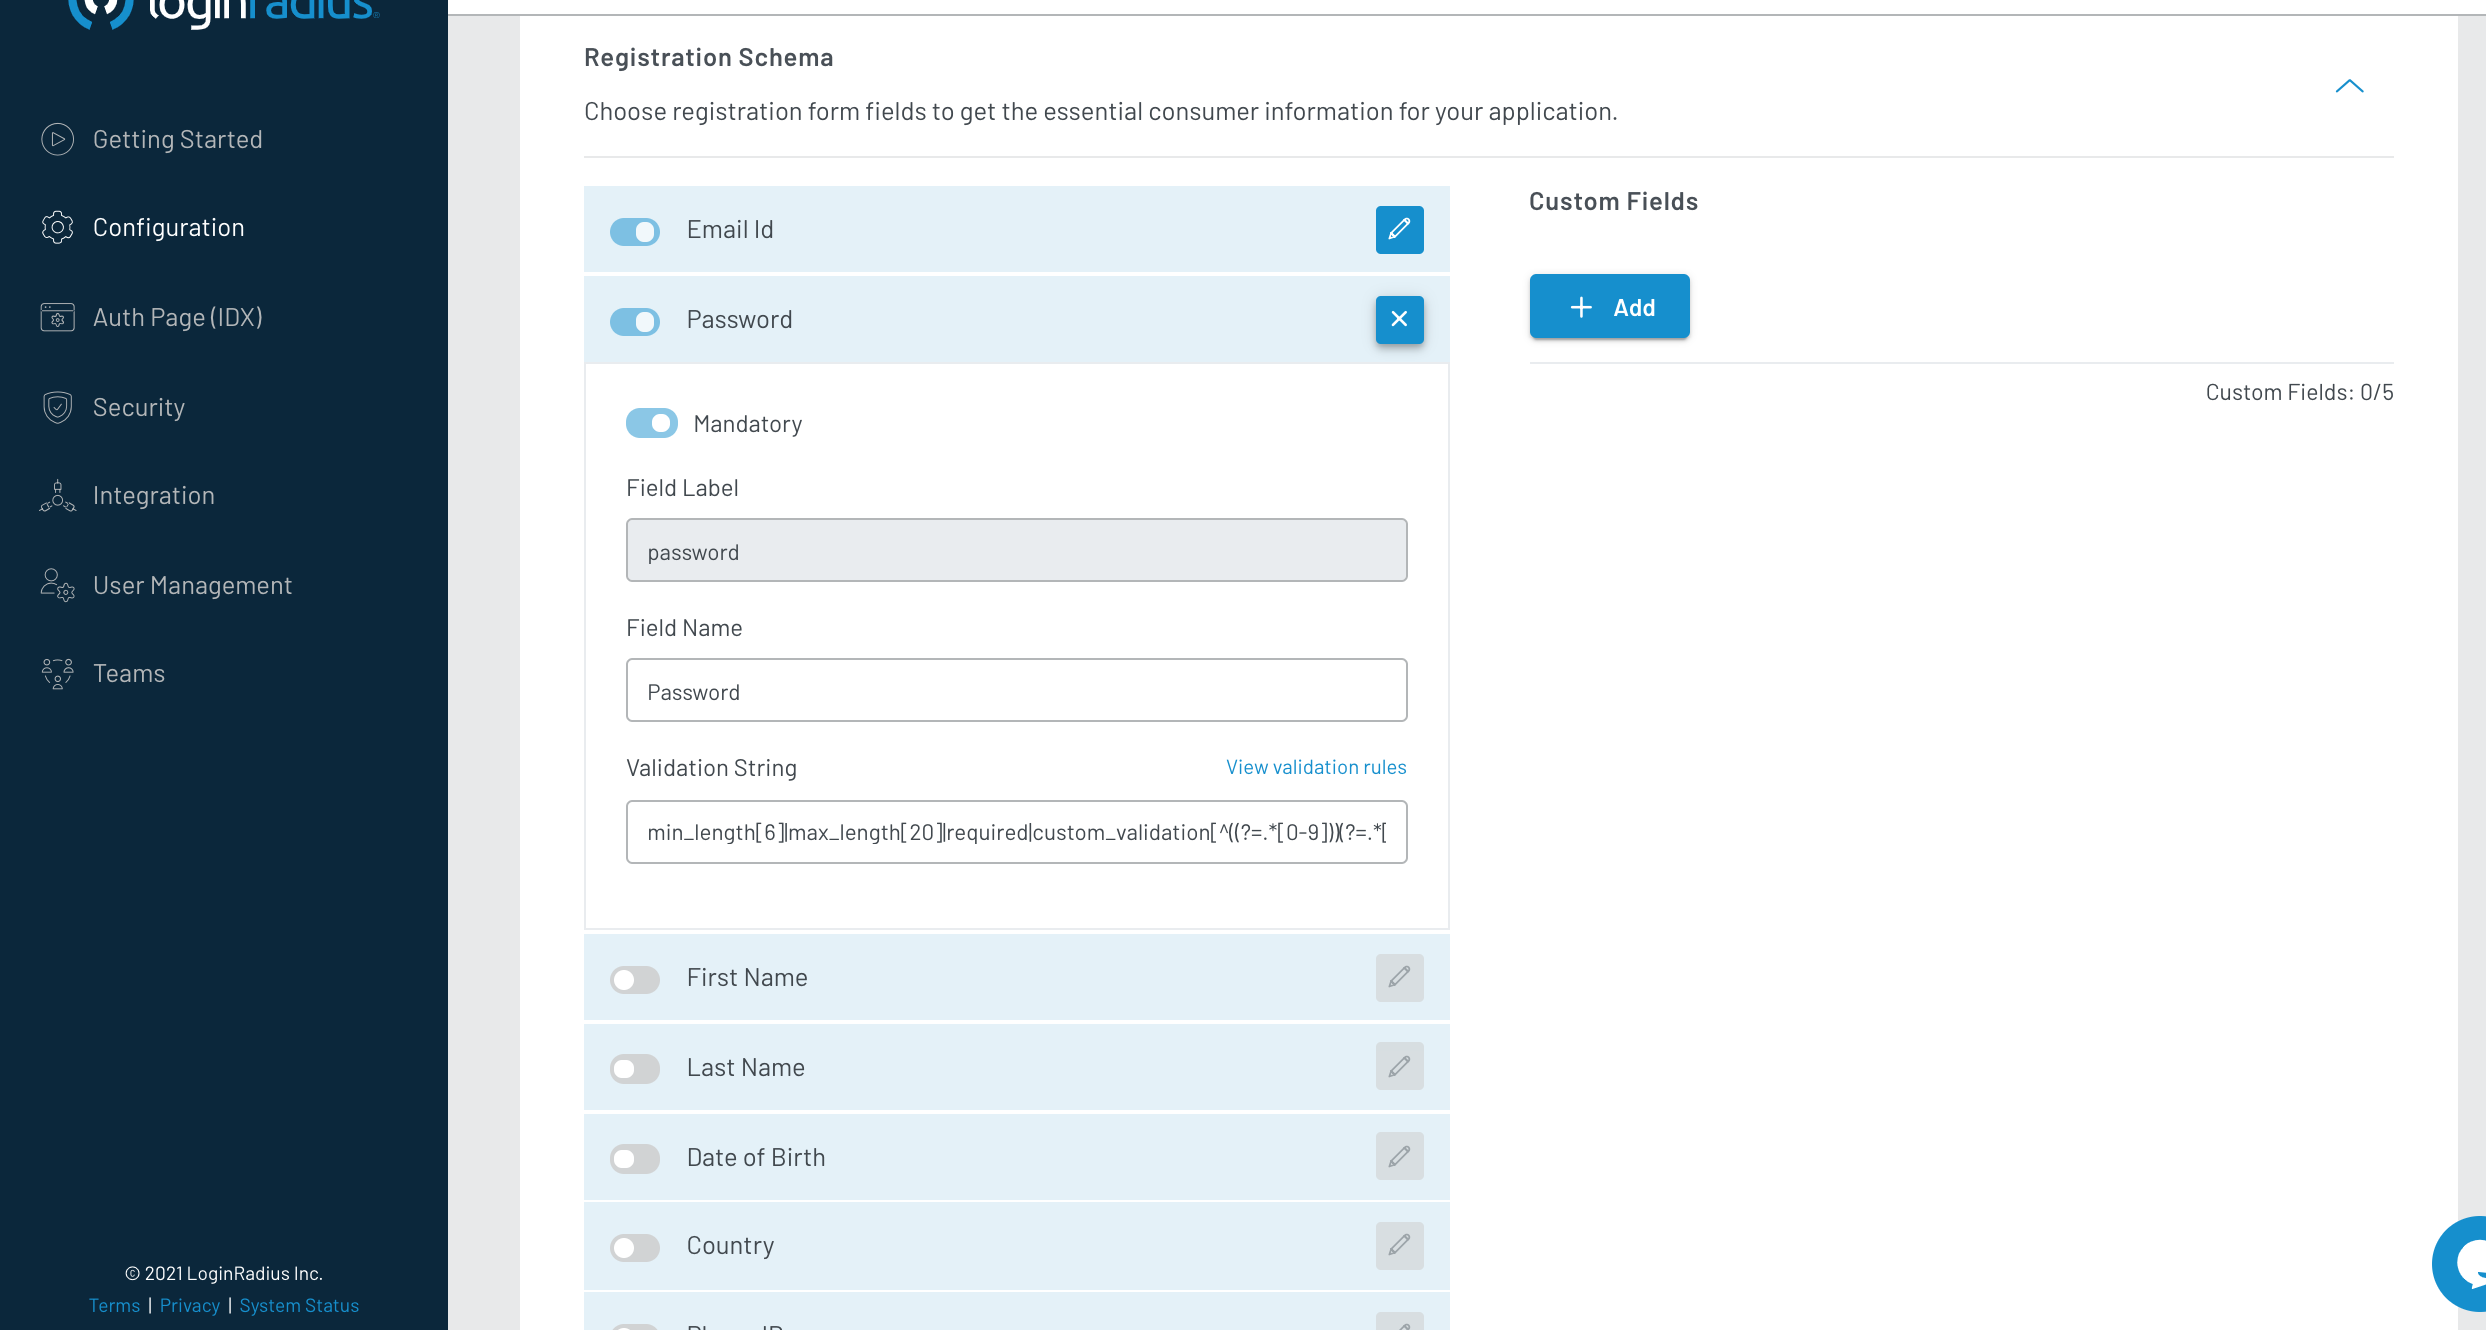 loginradius
Getting Started
Configuration
Auth Page (IDX)
Security
Integration
User Management
Teams
© 2021 LoginRadius Inc.
Terms | Privacy | System Status
Registration Schema
Choose registration form fields to get the essential consumer information for your application.
Email Id
Password
Mandatory
Field Label
password
Field Name
Password
Validation String
View validation rules
min_length[6]|max_length[20]|required|custom_validation[^((?=.*[0-9]))(?=.*[
First Name
Last Name
Date of Birth
Country
Custom Fields
+ Add
Custom Fields: 0/5